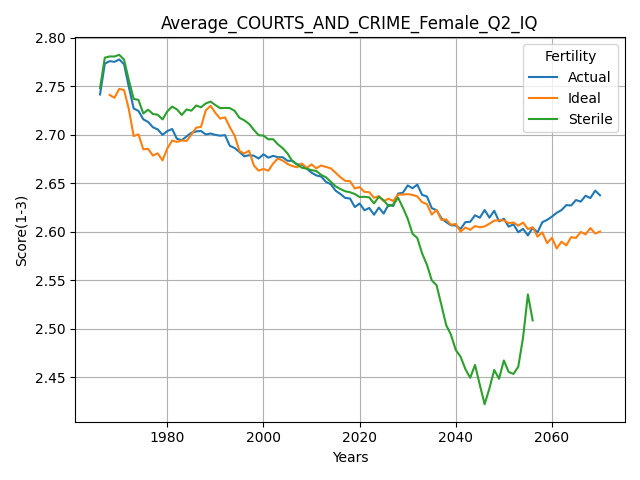 Average_COURTS_AND_CRIME_Female_Q2_IQ
Fertility
Actual
Ideal
Sterile
Score(1-3)
2.80
2.75
2.70
2.65
2.60
2.55
2.50
2.45
1980
2000
2020
2040
2060
Years